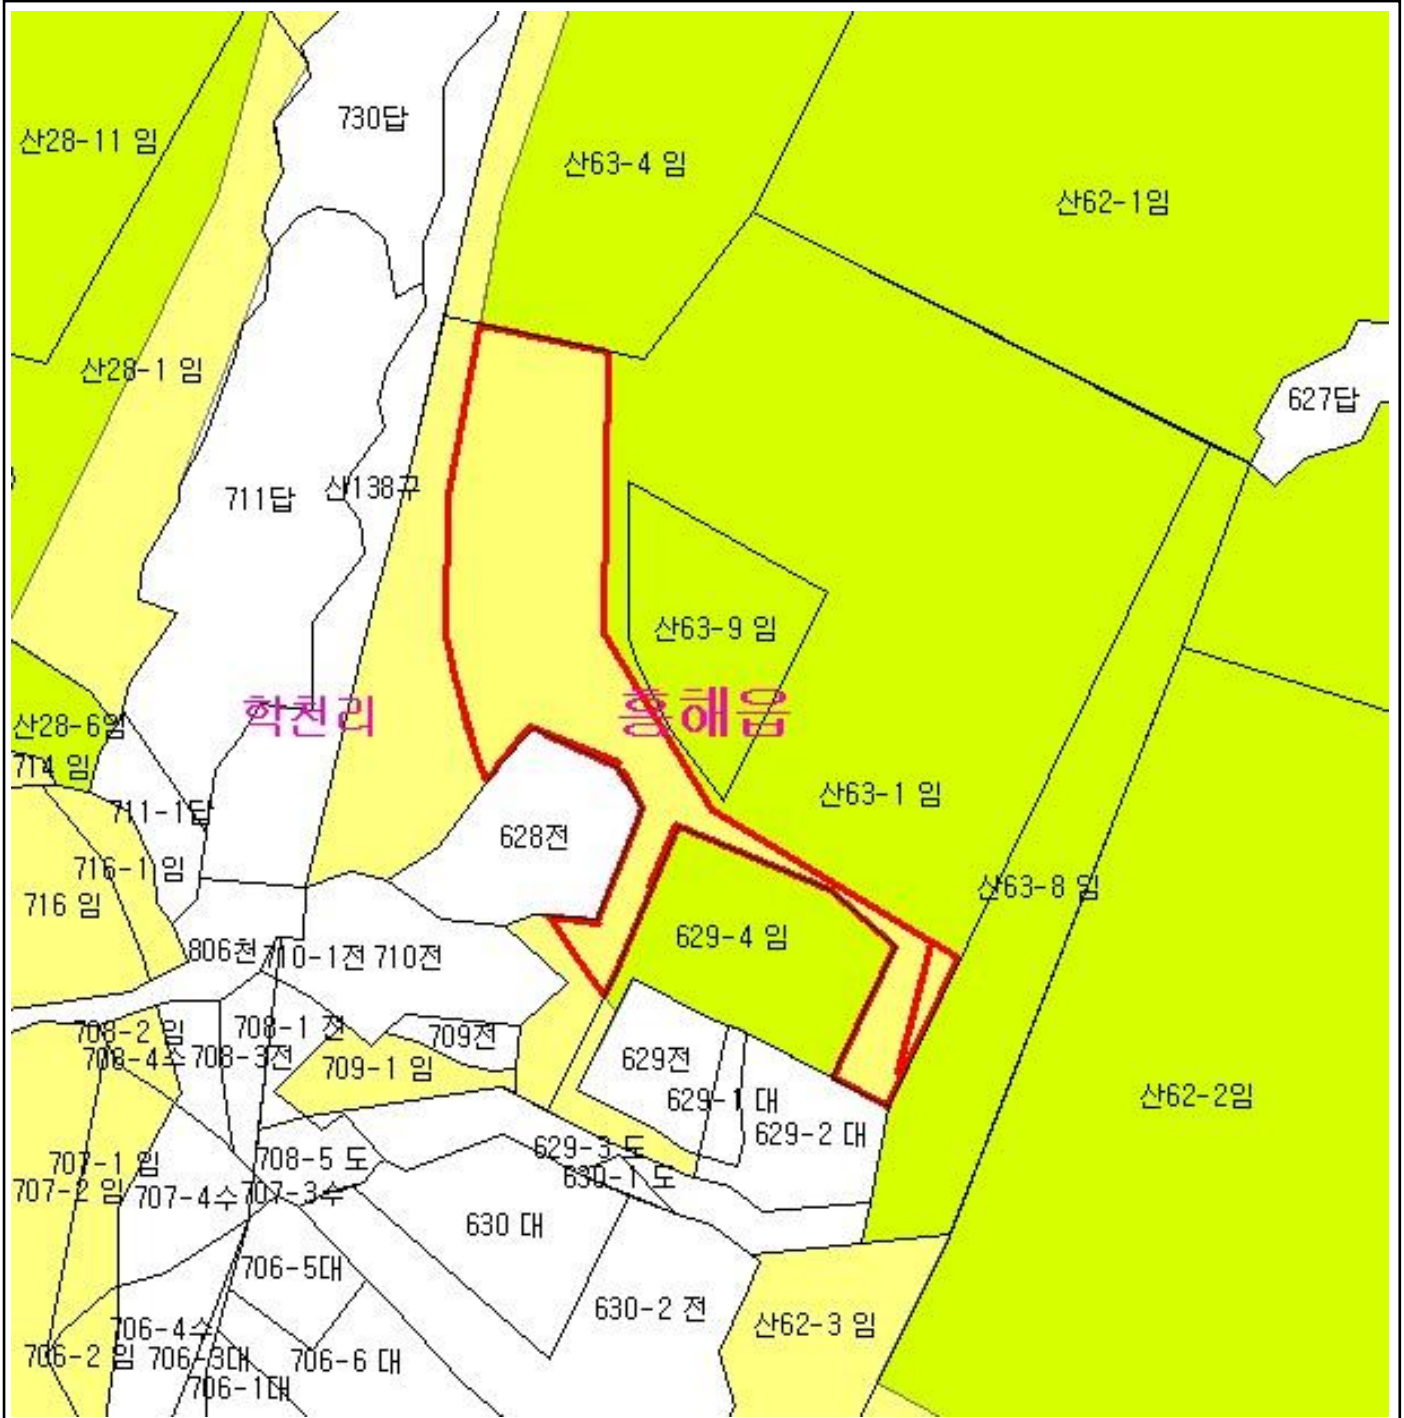 730답
산28-11 임
산63-4 임
산62-1임
산28-1 임
627답
711답
산138구
산63-9 임
학천리
흥해읍
산28-6임
714 임
산63-1 임
711-1답
628전
716-1 임
산63-8 임
716 임
629-4 임
806천
710-1전
710전
708-2 임
708-1 전
709전
708-4소
708-3전
709-1 임
629전
629-1 대
산62-2임
629-2 대
629-3 도
707-1 임
708-5 도
630-1 도
707-2 임
707-4수
707-3수
630 대
706-5대
630-2 전
706-4수
산62-3 임
706-2 임
706-3대
706-6 대
706-1대